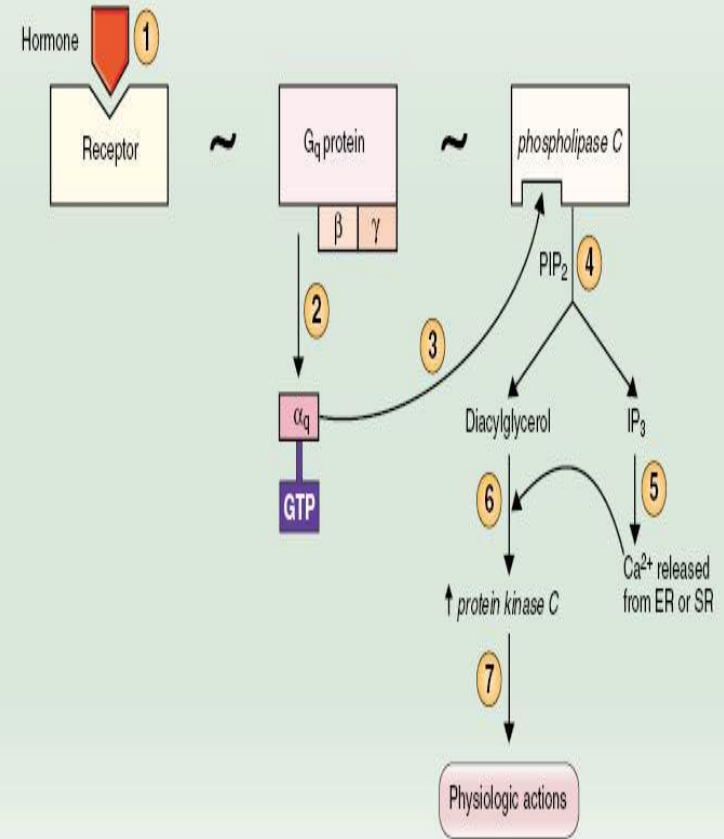 Hormone
1
Receptor
~
Gq protein
~
phospholipase C
β γ
PIP2
4
2
3
αq
Diacylglycerol
IP3
GTP
6
5
Ca2+ released
from ER or SR
↑ protein kinase C
7
Physiologic actions